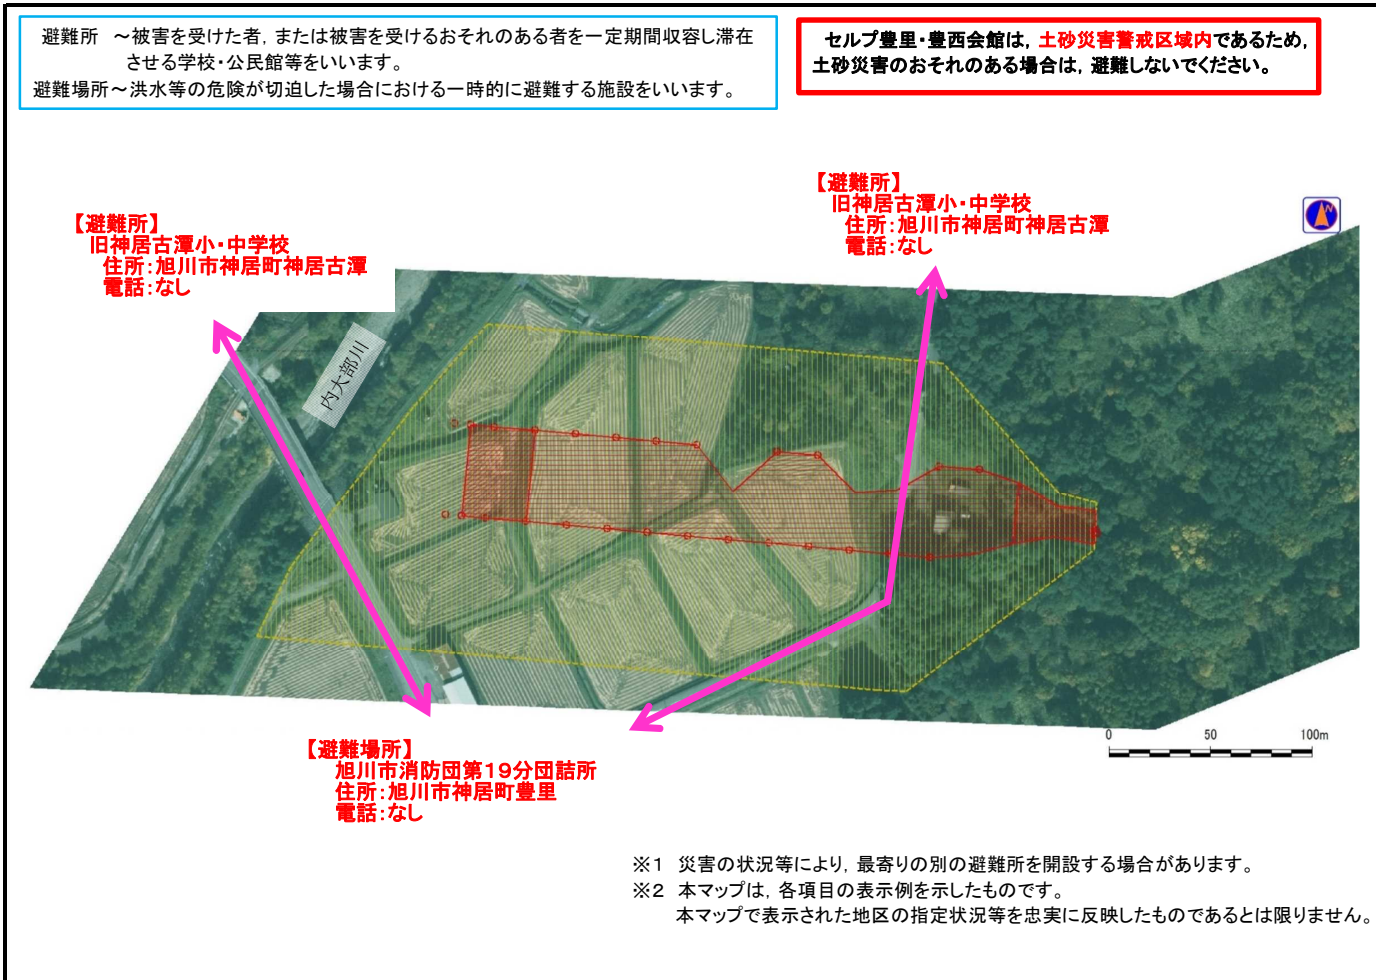 避難所　～被害を受けた者，または被害を受けるおそれのある者を一定期間収容し滞在
させる学校・公民館等をいいます。
避難場所～洪水等の危険が切迫した場合における一時的に避難する施設をいいます。
セルプ豊里・豊西会館は，土砂災害警戒区域内であるため，
土砂災害のおそれのある場合は，避難しないでください。
【避難所】
旧神居古潭小・中学校
住所：旭川市神居町神居古潭
電話：なし
【避難所】
旧神居古潭小・中学校
住所：旭川市神居町神居古潭
電話：なし
N
内大部川
0 50 100m
【避難場所】
旭川市消防団第１９分団詰所
住所：旭川市神居町豊里
電話：なし
※１　災害の状況等により，最寄りの別の避難所を開設する場合があります。
※２　本マップは，各項目の表示例を示したものです。
本マップで表示された地区の指定状況等を忠実に反映したものであるとは限りません。